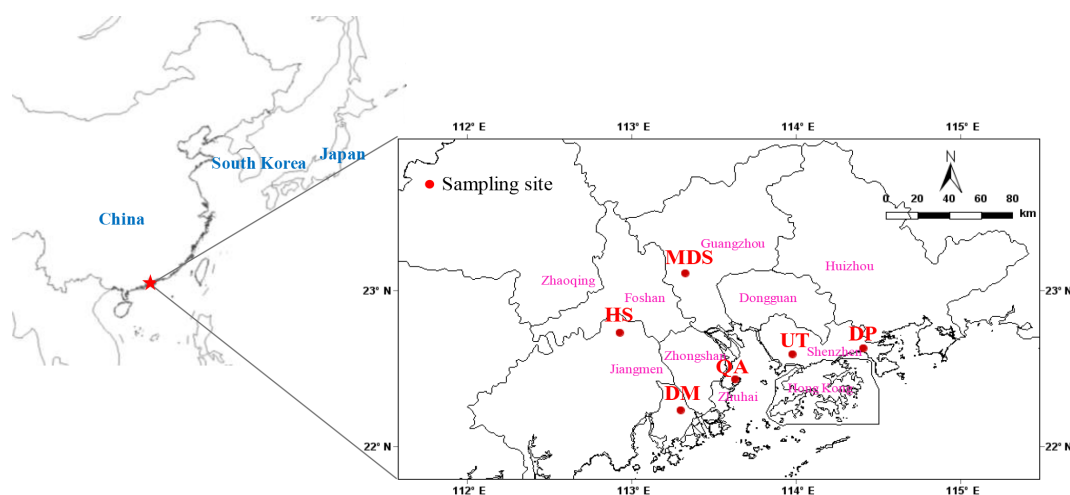 Japan
South Korea
China
112° E
113° E
114° E
115° E
Sampling site
N
0 20 40 60 80
km
Guangzhou
MDS
Huizhou
Zhaoqing
23° N
23° N
Foshan
Dongguan
HS
UT
DP
Shenzhen
Zhongshan
Jiangmen
QA
Hong Kong
DM
Zhuhai
22° N
22° N
112° E
113° E
114° E
115° E